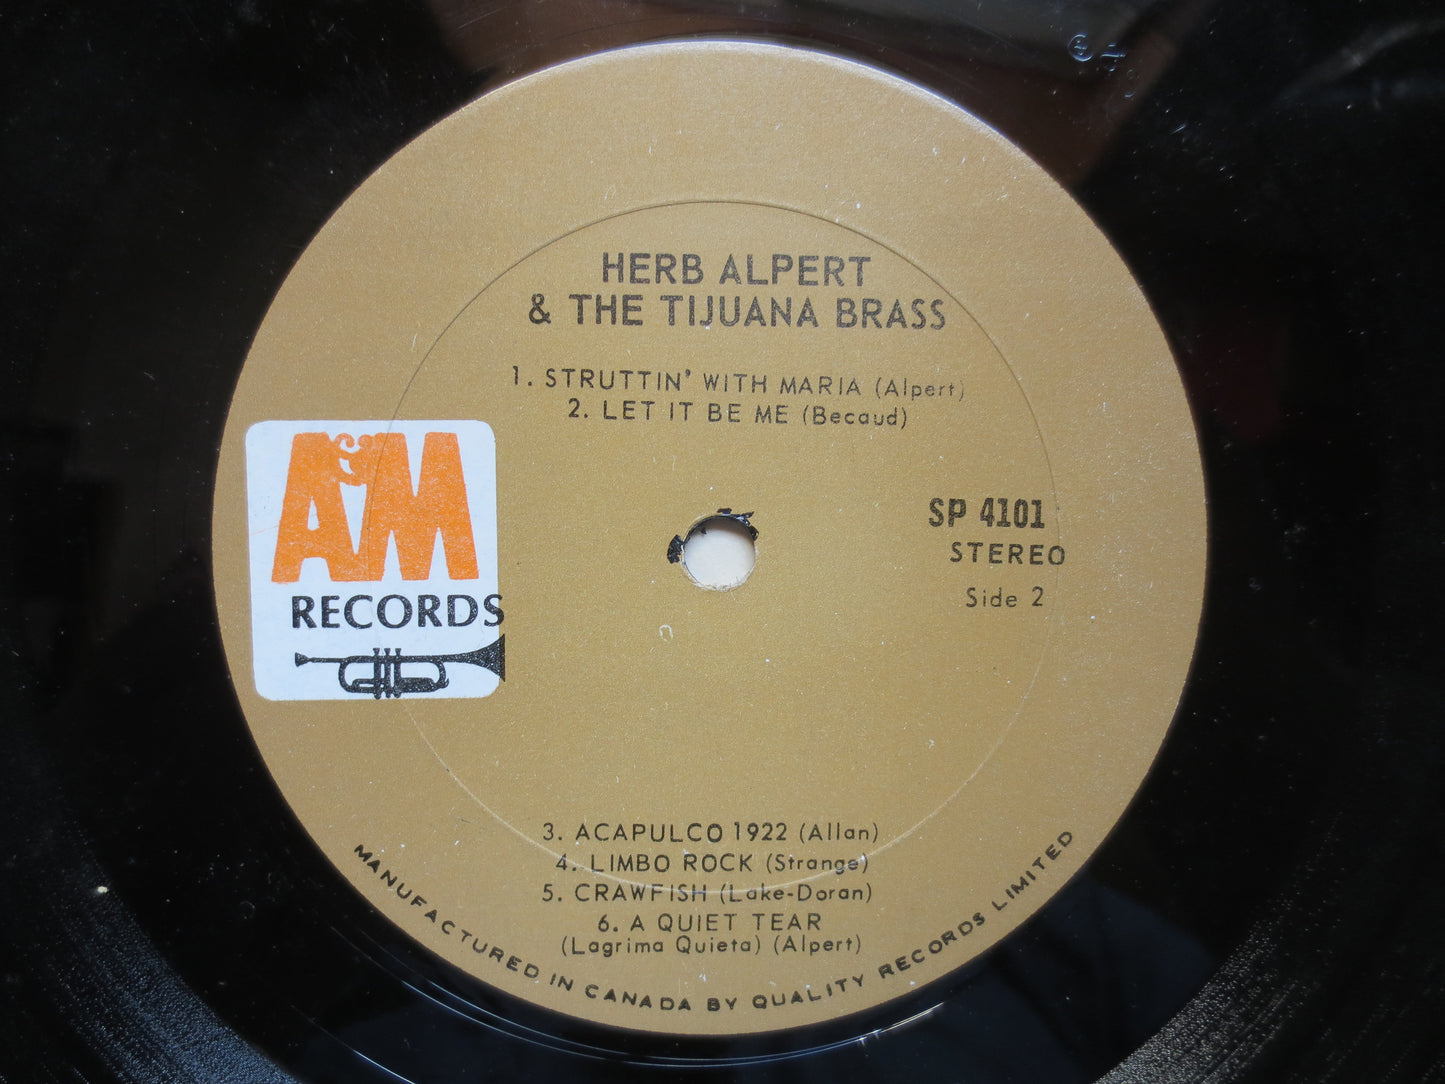 HERB ALPERT
& THE TIJUANA BRASS
1. STRUTTIN' WITH MARIA (Alpert)
2. LET IT BE ME (Becaud)
A&M
RECORDS
SP 4101
STEREO
Side 2
3. ACAPULCO 1922 (Allan)
4. LIMBO ROCK (Strange)
5. CRAWFISH (Lake-Doran)
6. A QUIET TEAR
(Lagrima Quieta) (Alpert)
MANUFACTURED IN CANADA BY QUALITY RECORDS LIMITED